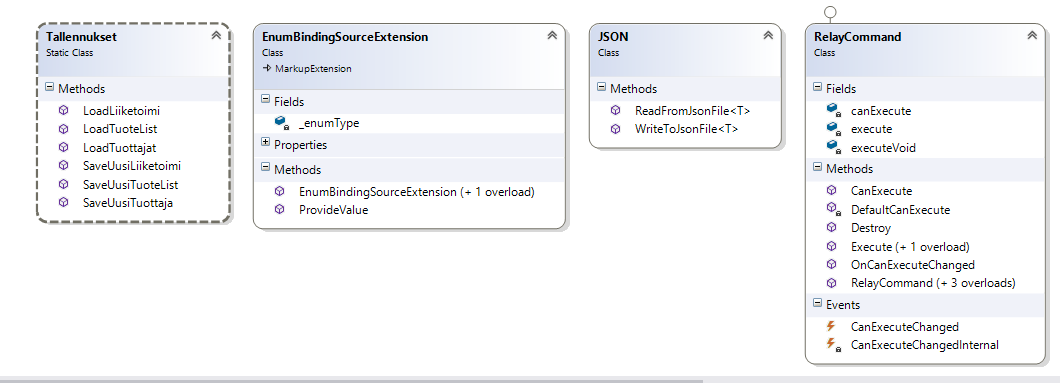 Tallennukset
Static Class
Methods
LoadLiiketoimi
LoadTuoteList
LoadTuottajat
SaveUusiLiiketoimi
SaveUusiTuoteList
SaveUusiTuottaja
EnumBindingSourceExtension
Class
MarkupExtension
Fields
_enumType
Properties
Methods
EnumBindingSourceExtension (+ 1 overload)
ProvideValue
JSON
Class
Methods
ReadFromJsonFile<T>
WriteToJsonFile<T>
RelayCommand
Class
Fields
canExecute
execute
executeVoid
Methods
CanExecute
DefaultCanExecute
Destroy
Execute (+ 1 overload)
OnCanExecuteChanged
RelayCommand (+ 3 overloads)
Events
CanExecuteChanged
CanExecuteChangedInternal